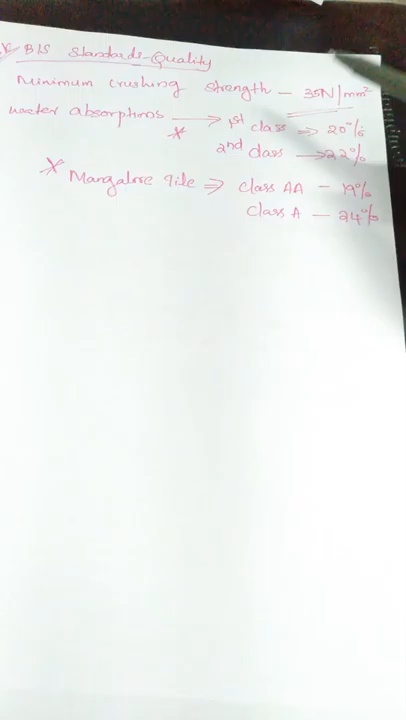 BIS Standards-Quality
Minimum crushing strength - 35N/mm²
water absorptions → 1st class ⇒ 20%
2nd class → 22%
Mangalore Tile ⇒ Class AA - 19%
Class A - 24%